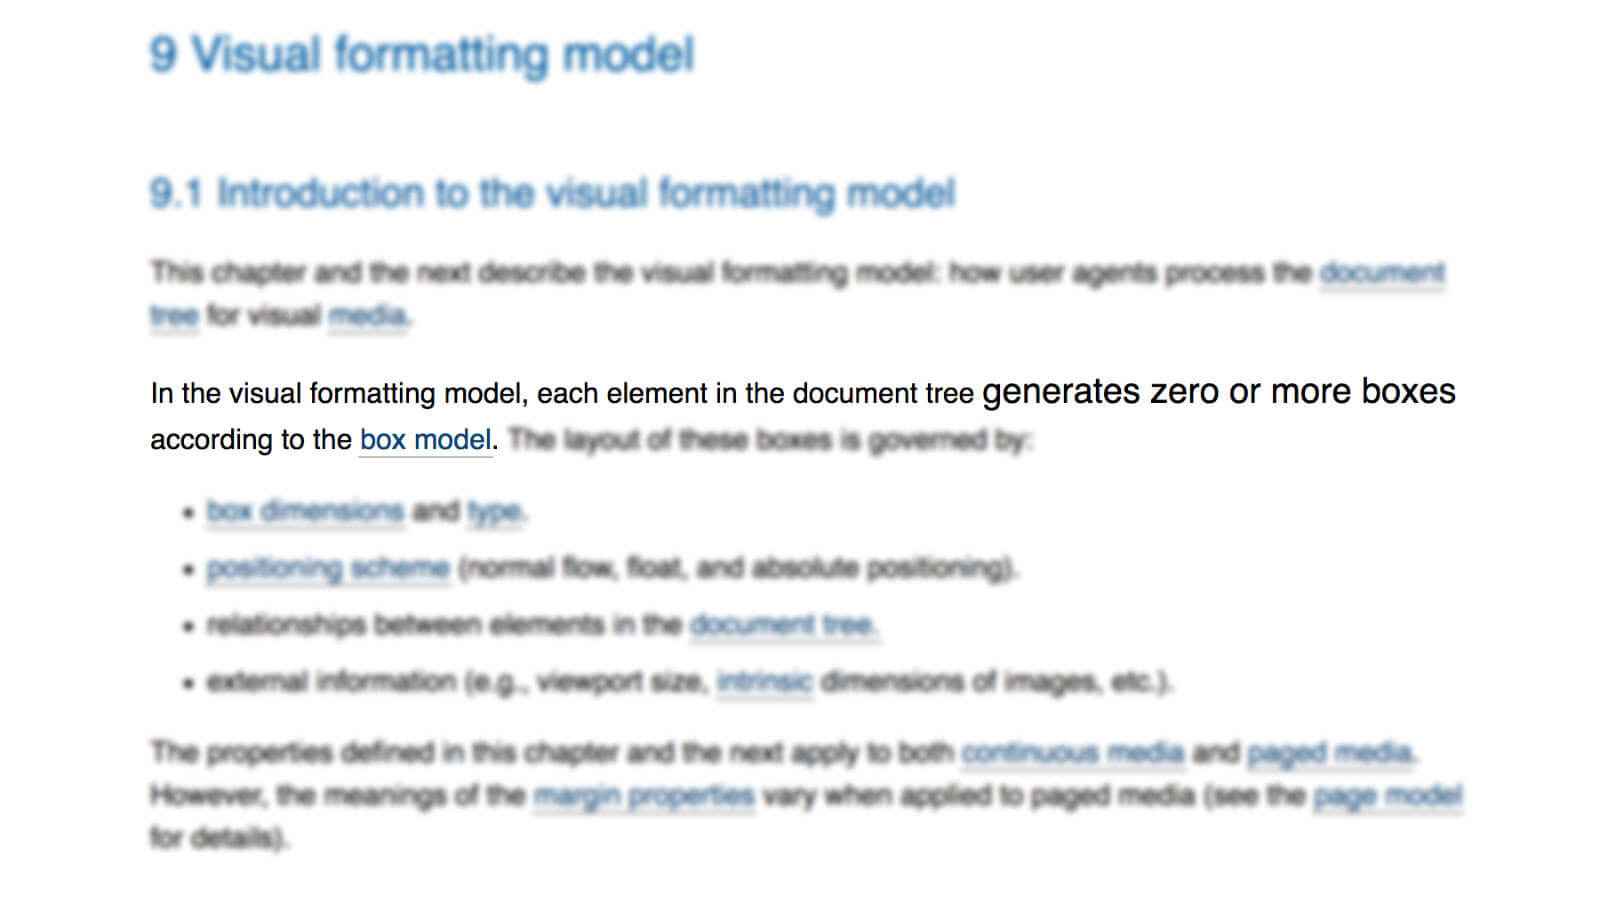 9 Visual formatting model
9.1 Introduction to the visual formatting model
This chapter and the next describe the visual formatting model: how user agents process the document
tree for visual media.
In the visual formatting model, each element in the document tree generates zero or more boxes
according to the box model. The layout of these boxes is governed by:
• box dimensions and type.
• positioning scheme (normal flow, float, and absolute positioning).
• relationships between elements in the document tree.
• external information (e.g., viewport size, intrinsic dimensions of images, etc.).
The properties defined in this chapter and the next apply to both continuous media and paged media.
However, the meanings of the margin properties vary when applied to paged media (see the page model
for details).